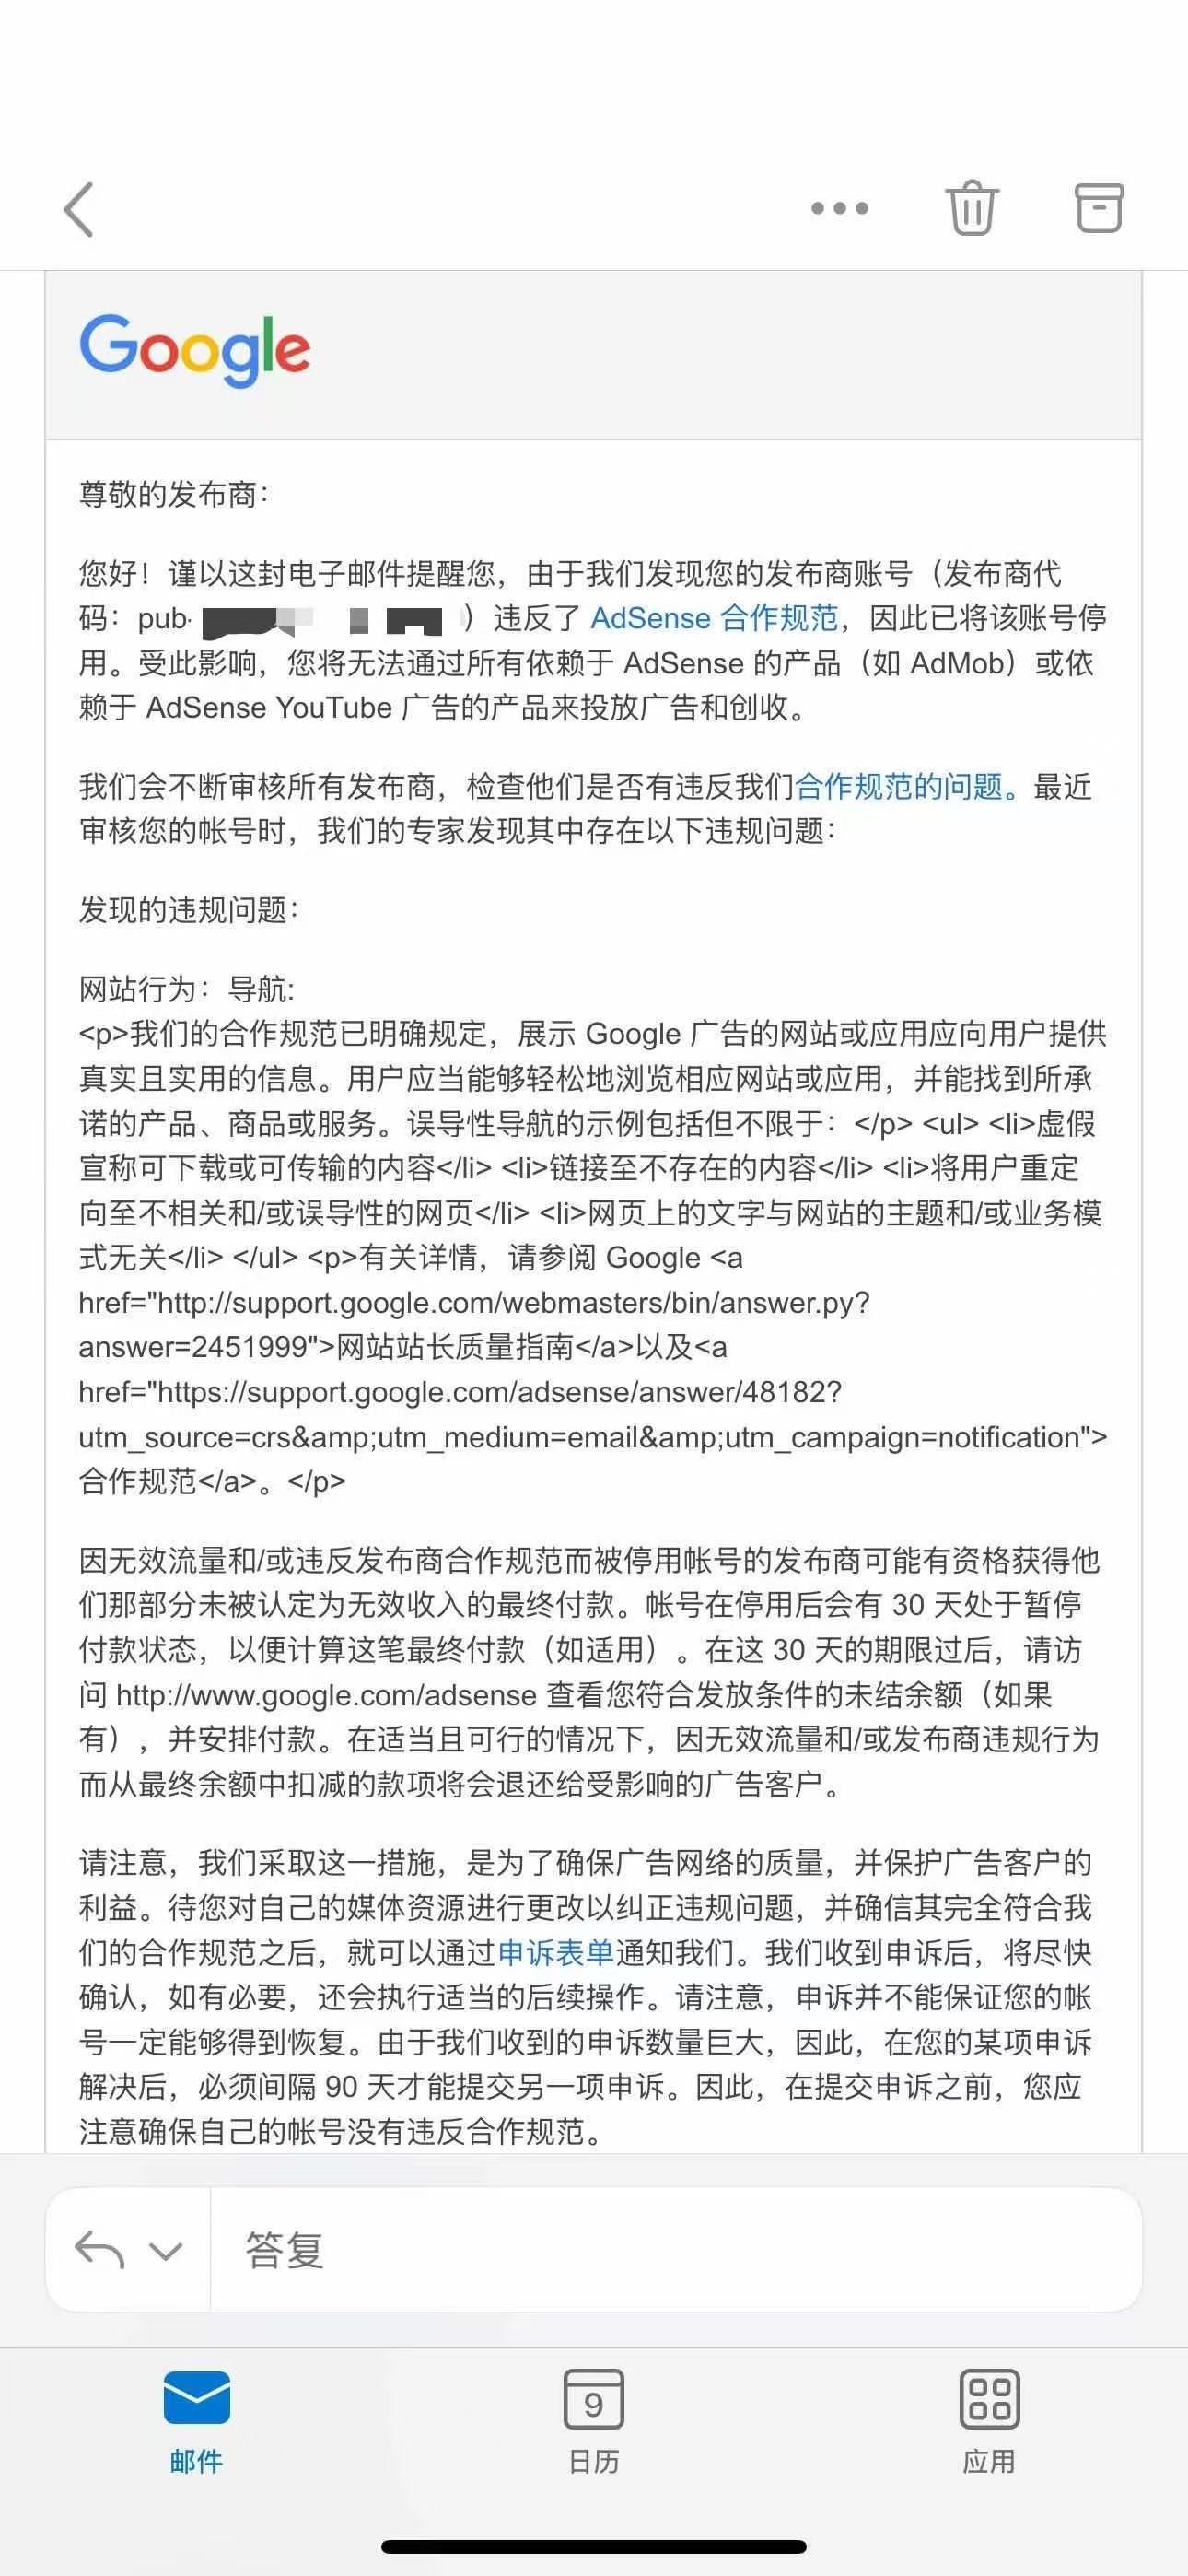 Google
尊敬的发布商：
您好！谨以这封电子邮件提醒您，由于我们发现您的发布商账号（发布商代
码：pub-
）违反了 AdSense 合作规范，因此已将该账号停
用。受此影响，您将无法通过所有依赖于 AdSense 的产品（如 AdMob）或依
赖于 AdSense YouTube 广告的产品来投放广告和创收。
我们会不断审核所有发布商，检查他们是否有违反我们合作规范的问题。最近
审核您的帐号时，我们的专家发现其中存在以下违规问题：
发现的违规问题：
网站行为：导航:
<p>我们的合作规范已明确规定，展示 Google 广告的网站或应用应向用户提供
真实且实用的信息。用户应当能够轻松地浏览相应网站或应用，并能找到所承
诺的产品、商品或服务。误导性导航的示例包括但不限于：</p> <ul> <li>虚假
宣称可下载或可传输的内容</li> <li>链接至不存在的内容</li> <li>将用户重定
向至不相关和/或误导性的网页</li> <li>网页上的文字与网站的主题和/或业务模
式无关</li> </ul> <p>有关详情，请参阅 Google <a
href="http://support.google.com/webmasters/bin/answer.py?
answer=2451999">网站站长质量指南</a>以及<a
href="https://support.google.com/adsense/answer/48182?
utm_source=crs&amp;utm_medium=email&amp;utm_campaign=notification">
合作规范</a>。</p>
因无效流量和/或违反发布商合作规范而被停用帐号的发布商可能有资格获得他
们那部分未被认定为无效收入的最终付款。帐号在停用后会有 30 天处于暂停
付款状态，以便计算这笔最终付款（如适用）。在这 30 天的期限过后，请访
问 http://www.google.com/adsense 查看您符合发放条件的未结余额（如果
有），并安排付款。在适当且可行的情况下，因无效流量和/或发布商违规行为
而从最终余额中扣减的款项将会退还给受影响的广告客户。
请注意，我们采取这一措施，是为了确保广告网络的质量，并保护广告客户的
利益。待您对自己的媒体资源进行更改以纠正违规问题，并确信其完全符合我
们的合作规范之后，就可以通过申诉表单通知我们。我们收到申诉后，将尽快
确认，如有必要，还会执行适当的后续操作。请注意，申诉并不能保证您的帐
号一定能够得到恢复。由于我们收到的申诉数量巨大，因此，在您的某项申诉
解决后，必须间隔 90 天才能提交另一项申诉。因此，在提交申诉之前，您应
注意确保自己的帐号没有违反合作规范。
答复
9
邮件
日历
应用